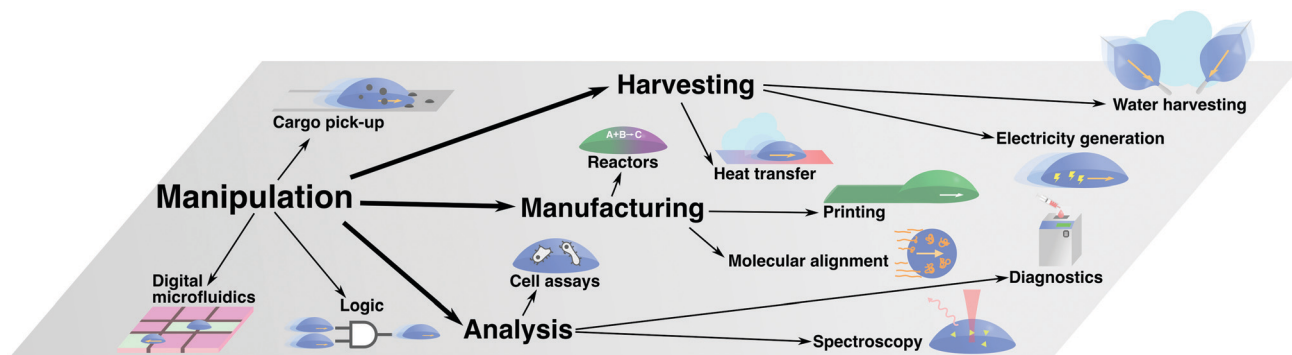 Harvesting
Water harvesting
Cargo pick-up
A+B→C
Electricity generation
Reactors
Heat transfer
Manipulation
Manufacturing
Printing
Molecular alignment
Cell assays
Diagnostics
Digital
microfluidics
Logic
Analysis
Spectroscopy